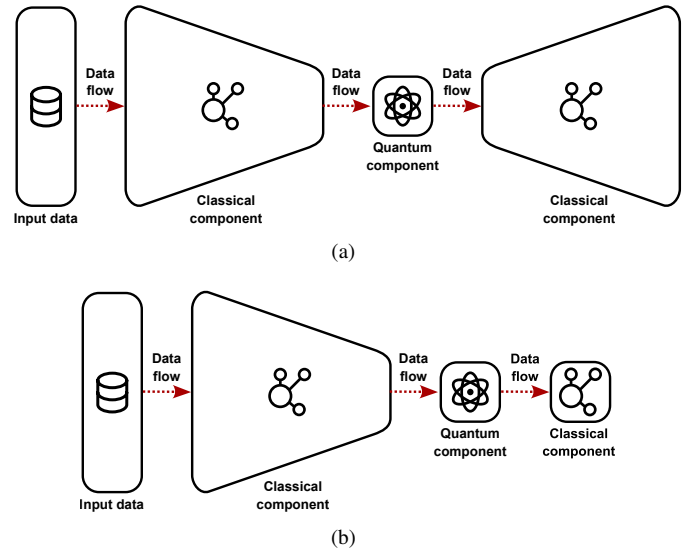 Data
flow
Data
flow
Data
flow
Quantum
component
Input data
Classical
component
Classical
component
(a)
Data
flow
Data
flow
Data
flow
Quantum
component
Classical
component
Input data
Classical
component
(b)